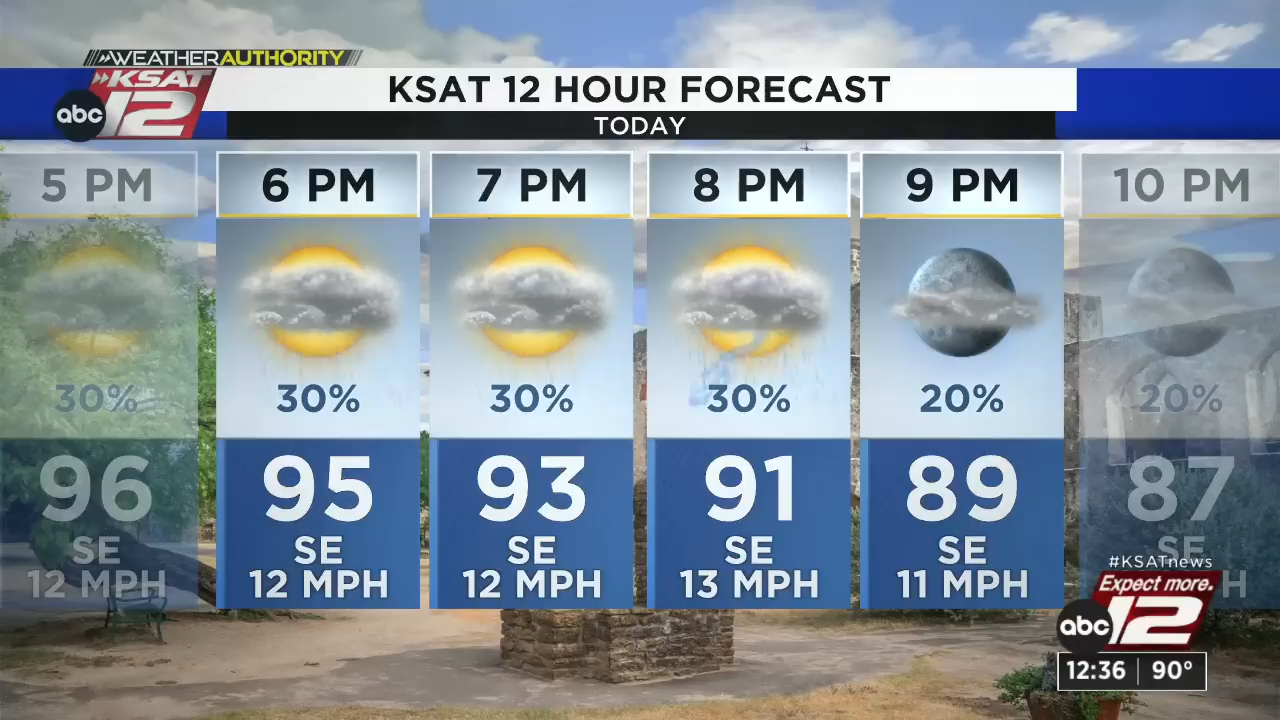 WEATHERAUTHORITY
KSAT
abc 12
KSAT 12 HOUR FORECAST
TODAY
5 PM 6 PM 7 PM 8 PM 9 PM 10 PM
30% 30% 30% 30% 20% 20%
96 95 93 91 89 87
SE SE SE SE SE SE
12 MPH 12 MPH 12 MPH 13 MPH 11 MPH
#KSATnews
Expect more.
abc 12
12:36 90°